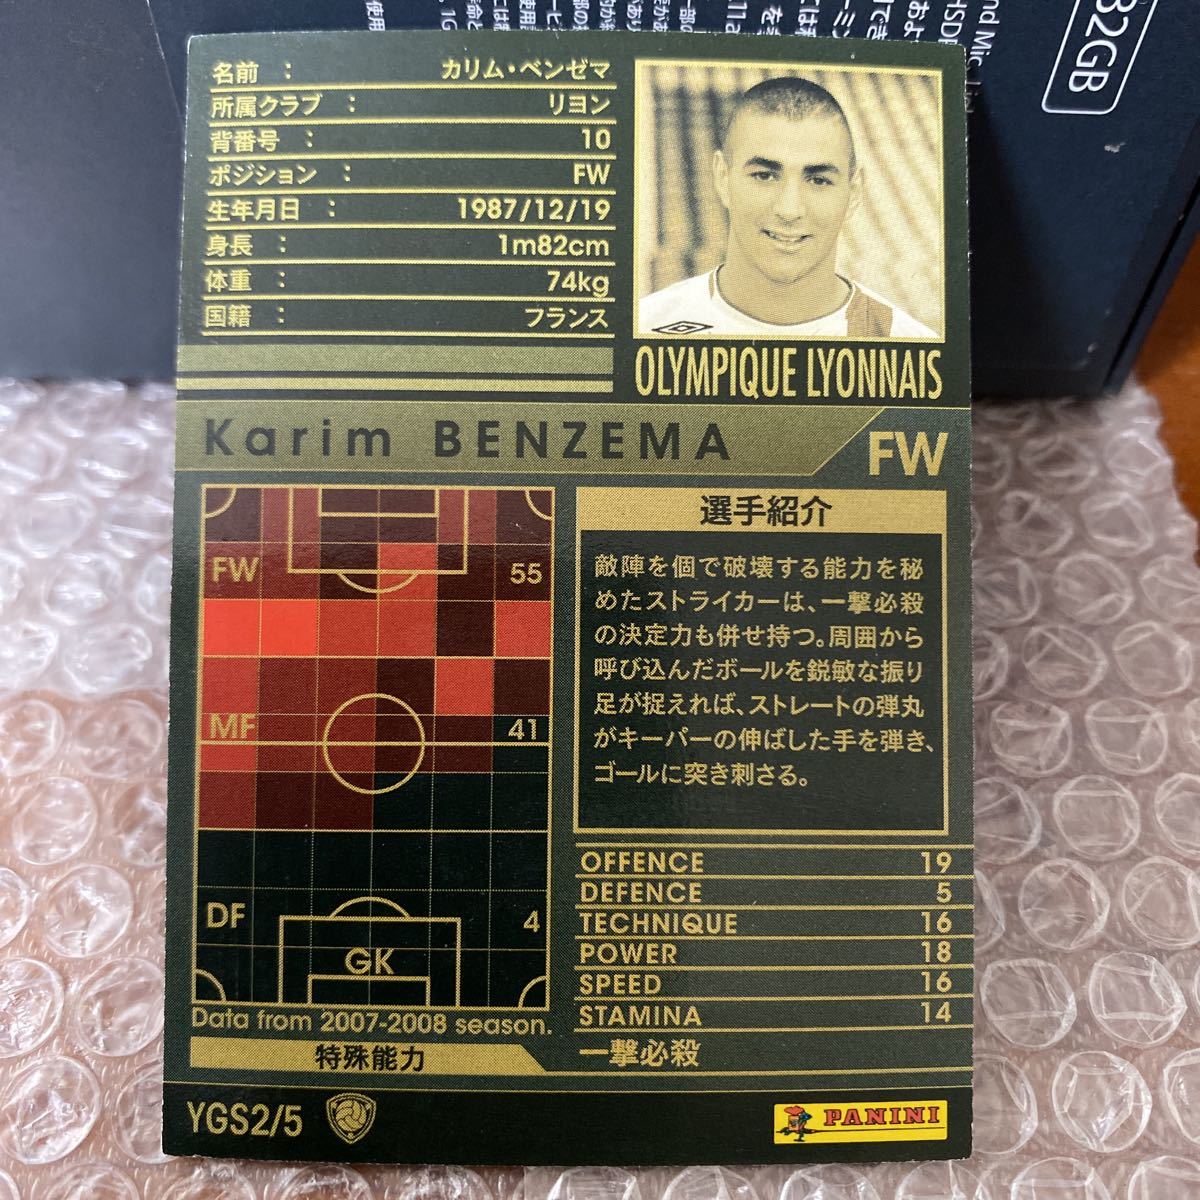 32GB
名前 : カリム・ベンゼマ
所属クラブ : リヨン
背番号 : 10
ポジション : FW
生年月日 : 1987/12/19
身長 : 1m82cm
体重 : 74kg
国籍 : フランス
OLYMPIQUE LYONNAIS
Karim BENZEMA
FW
FW 55
MF 41
DF 4
GK
Data from 2007-2008 season.
選手紹介
敵陣を個で破壊する能力を秘
めたストライカーは、一撃必殺
の決定力も併せ持つ。周囲から
呼び込んだボールを鋭敏な振り
足が捉えれば、ストレートの弾丸
がキーパーの伸ばした手を弾き、
ゴールに突き刺さる。
OFFENCE 19
DEFENCE 5
TECHNIQUE 16
POWER 18
SPEED 16
STAMINA 14
特殊能力 一撃必殺
YGS2/5
PANINI